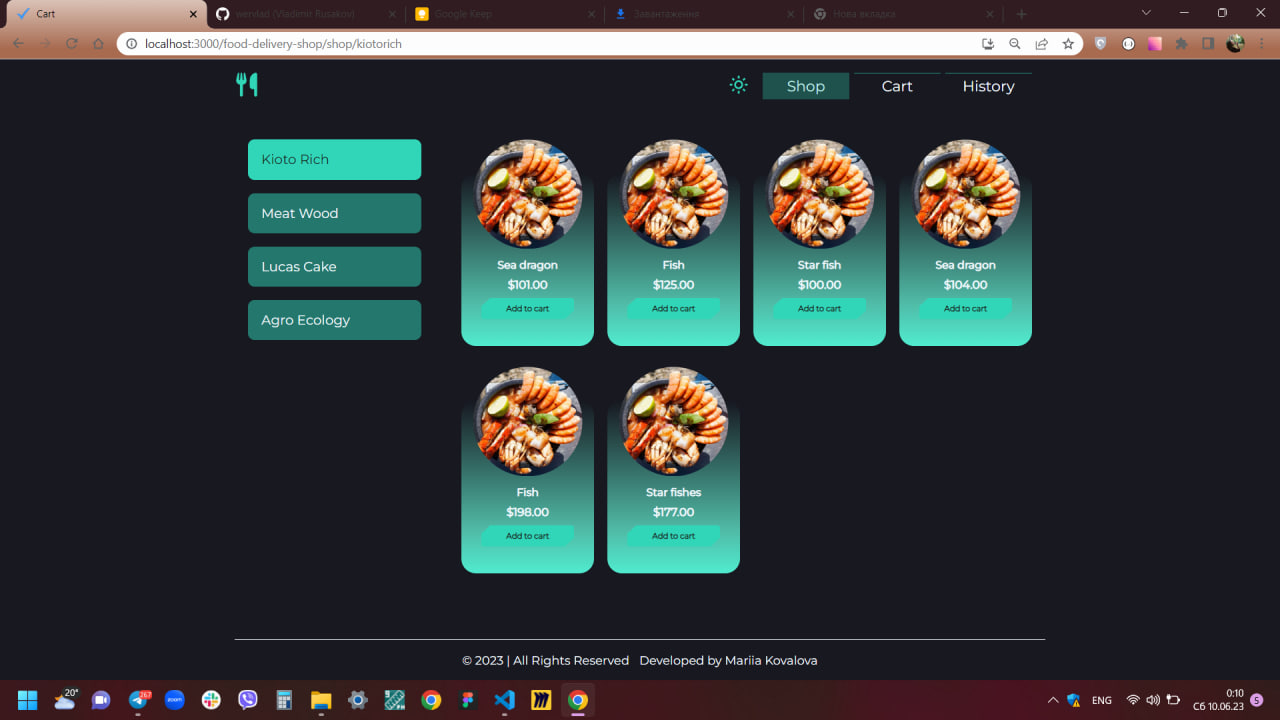 Cart
wervlad (Vladimir Rusakov)
Google Keep
Завантаження
Нова вкладка
localhost:3000/food-delivery-shop/shop/kiotorich
Shop
Cart
History
Kioto Rich
Meat Wood
Lucas Cake
Agro Ecology
Sea dragon
$101.00
Add to cart
Fish
$125.00
Add to cart
Star fish
$100.00
Add to cart
Sea dragon
$104.00
Add to cart
Fish
$198.00
Add to cart
Star fishes
$177.00
Add to cart
© 2023 | All Rights Reserved Developed by Mariia Kovalova
20°
267
zoom
ENG
0:10
Сб 10.06.23
5